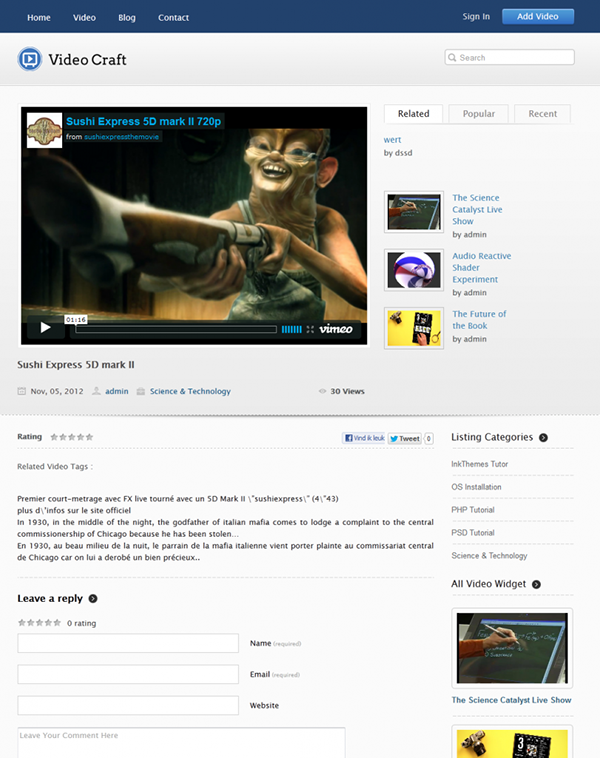 Home Video Blog Contact Sign In Add Video
Video Craft
Search
Sushi Express 5D mark II 720p
from sushiexpressthemovie
01:16
vimeo
Sushi Express 5D mark II
Nov, 05, 2012 admin Science & Technology 30 Views
Related Popular Recent
wert
by dssd
The Science
Catalyst Live
Show
by admin
Audio Reactive
Shader
Experiment
by admin
The Future of
the Book
by admin
Rating
Vind ik leuk Tweet 0
Related Video Tags :
Premier court-metrage avec FX live tourné avec un 5D Mark II \"sushiexpress\" (4\"43)
plus d\"infos sur le site officiel
In 1930, in the middle of the night, the godfather of italian mafia comes to lodge a complaint to the central
commissionership of Chicago because he has been stolen...
En 1930, au beau milieu de la nuit, le parrain de la mafia italienne vient porter plainte au commissariat central
de Chicago car on lui a derobé un bien précieux..
Leave a reply
0 rating
Name (required)
Email (required)
Website
Leave Your Comment Here
Listing Categories
InkThemes Tutor
OS Installation
PHP Tutorial
PSD Tutorial
Science & Technology
All Video Widget
The Science Catalyst Live Show
3